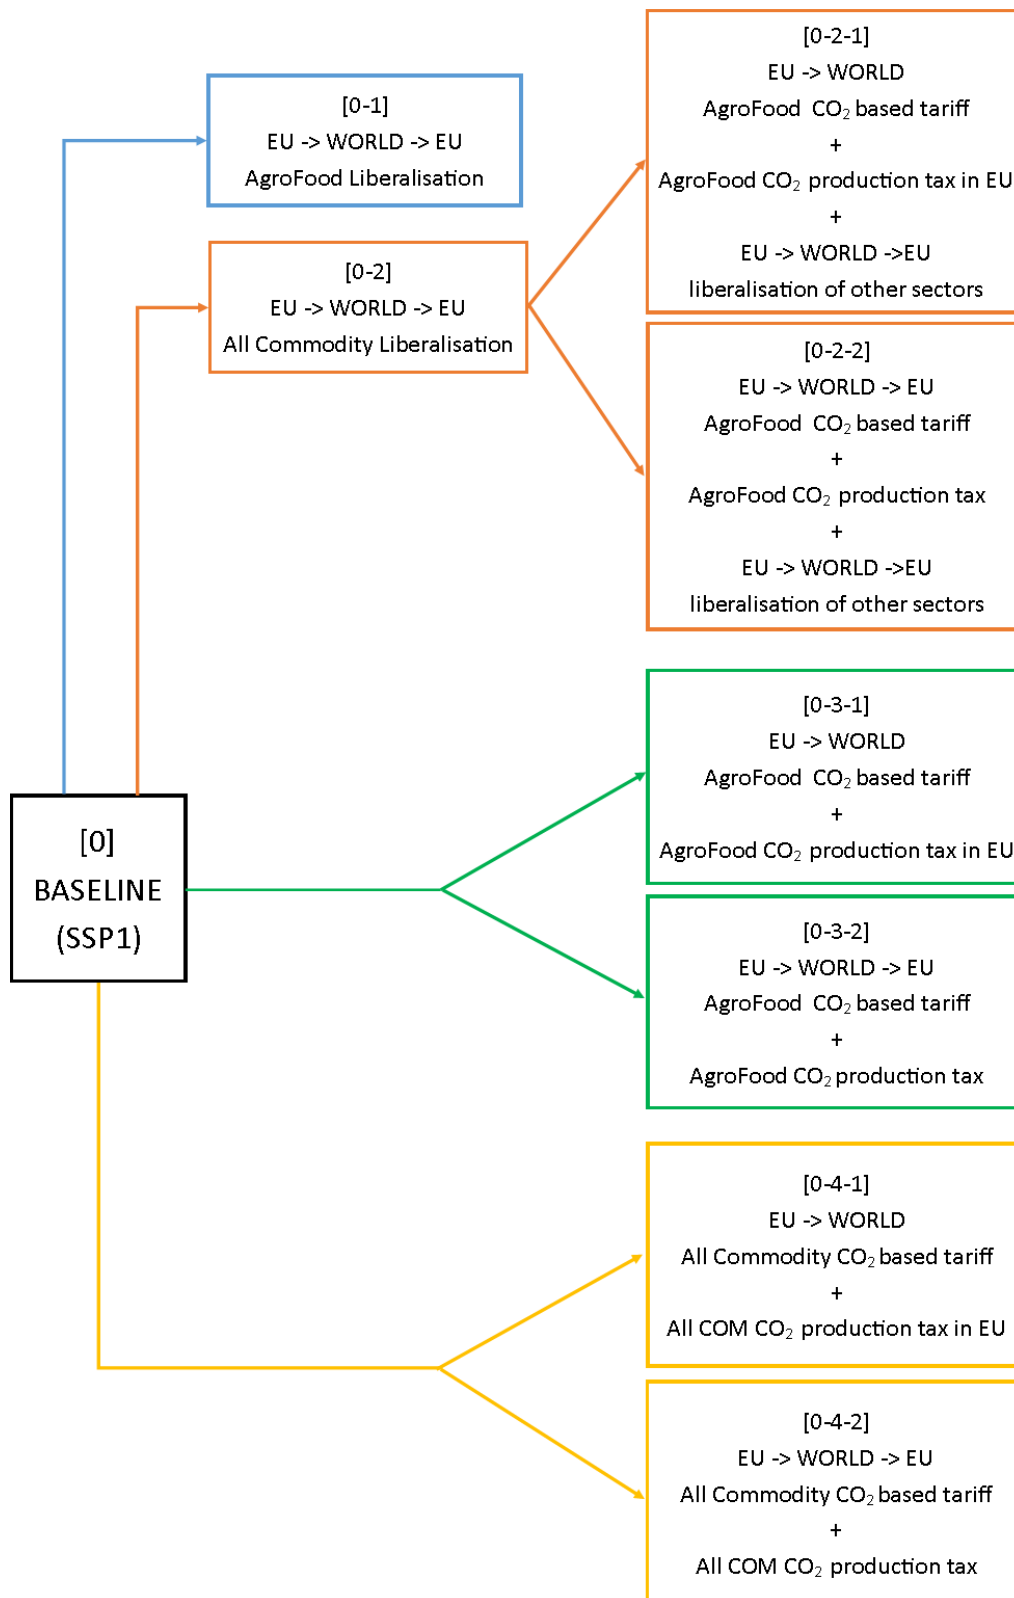 [0-1]
EU -> WORLD -> EU
AgroFood Liberalisation
[0-2]
EU -> WORLD -> EU
All Commodity Liberalisation
[0-2-1]
EU -> WORLD
AgroFood CO₂ based tariff
+
AgroFood CO₂ production tax in EU
+
EU -> WORLD ->EU
liberalisation of other sectors
[0-2-2]
EU -> WORLD -> EU
AgroFood CO₂ based tariff
+
AgroFood CO₂ production tax
+
EU -> WORLD ->EU
liberalisation of other sectors
[0-3-1]
EU -> WORLD
AgroFood CO₂ based tariff
+
AgroFood CO₂ production tax in EU
[0]
BASELINE
(SSP1)
[0-3-2]
EU -> WORLD -> EU
AgroFood CO₂ based tariff
+
AgroFood CO₂ production tax
[0-4-1]
EU -> WORLD
All Commodity CO₂ based tariff
+
All COM CO₂ production tax in EU
[0-4-2]
EU -> WORLD -> EU
All Commodity CO₂ based tariff
+
All COM CO₂ production tax